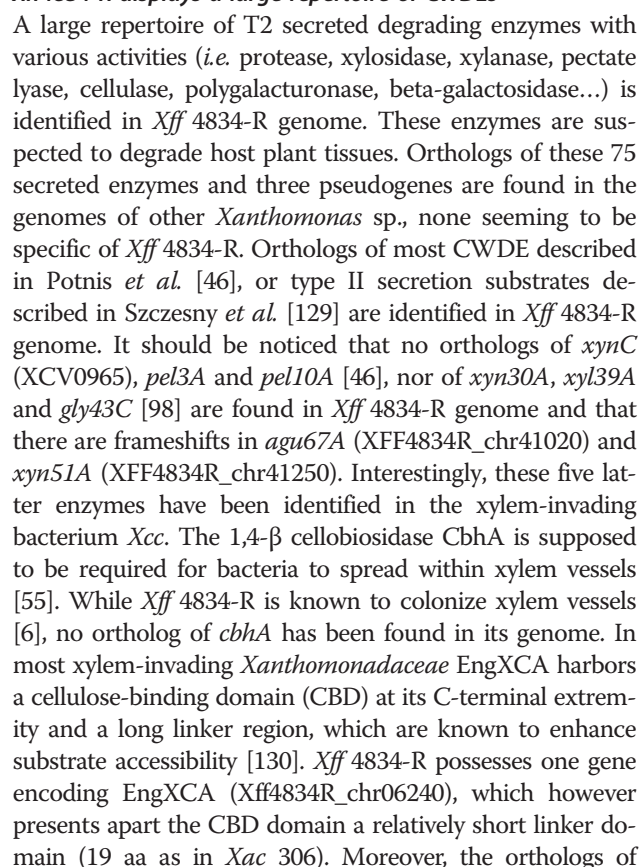 A large repertoire of T2 secreted degrading enzymes with
various activities (i.e. protease, xylosidase, xylanase, pectate
lyase, cellulase, polygalacturonase, beta-galactosidase…) is
identified in Xff 4834-R genome. These enzymes are sus-
pected to degrade host plant tissues. Orthologs of these 75
secreted enzymes and three pseudogenes are found in the
genomes of other Xanthomonas sp., none seeming to be
specific of Xff 4834-R. Orthologs of most CWDE described
in Potnis et al. [46], or type II secretion substrates de-
scribed in Szczesny et al. [129] are identified in Xff 4834-R
genome. It should be noticed that no orthologs of xynC
(XCV0965), pel3A and pel10A [46], nor of xyn30A, xyl39A
and gly43C [98] are found in Xff 4834-R genome and that
there are frameshifts in agu67A (XFF4834R_chr41020) and
xyn51A (XFF4834R_chr41250). Interestingly, these five lat-
ter enzymes have been identified in the xylem-invading
bacterium Xcc. The 1,4-β cellobiosidase CbhA is supposed
to be required for bacteria to spread within xylem vessels
[55]. While Xff 4834-R is known to colonize xylem vessels
[6], no ortholog of cbhA has been found in its genome. In
most xylem-invading Xanthomonadaceae EngXCA harbors
a cellulose-binding domain (CBD) at its C-terminal extrem-
ity and a long linker region, which are known to enhance
substrate accessibility [130]. Xff 4834-R possesses one gene
encoding EngXCA (Xff4834R_chr06240), which however
presents apart the CBD domain a relatively short linker do-
main (19 aa as in Xac 306). Moreover, the orthologs of